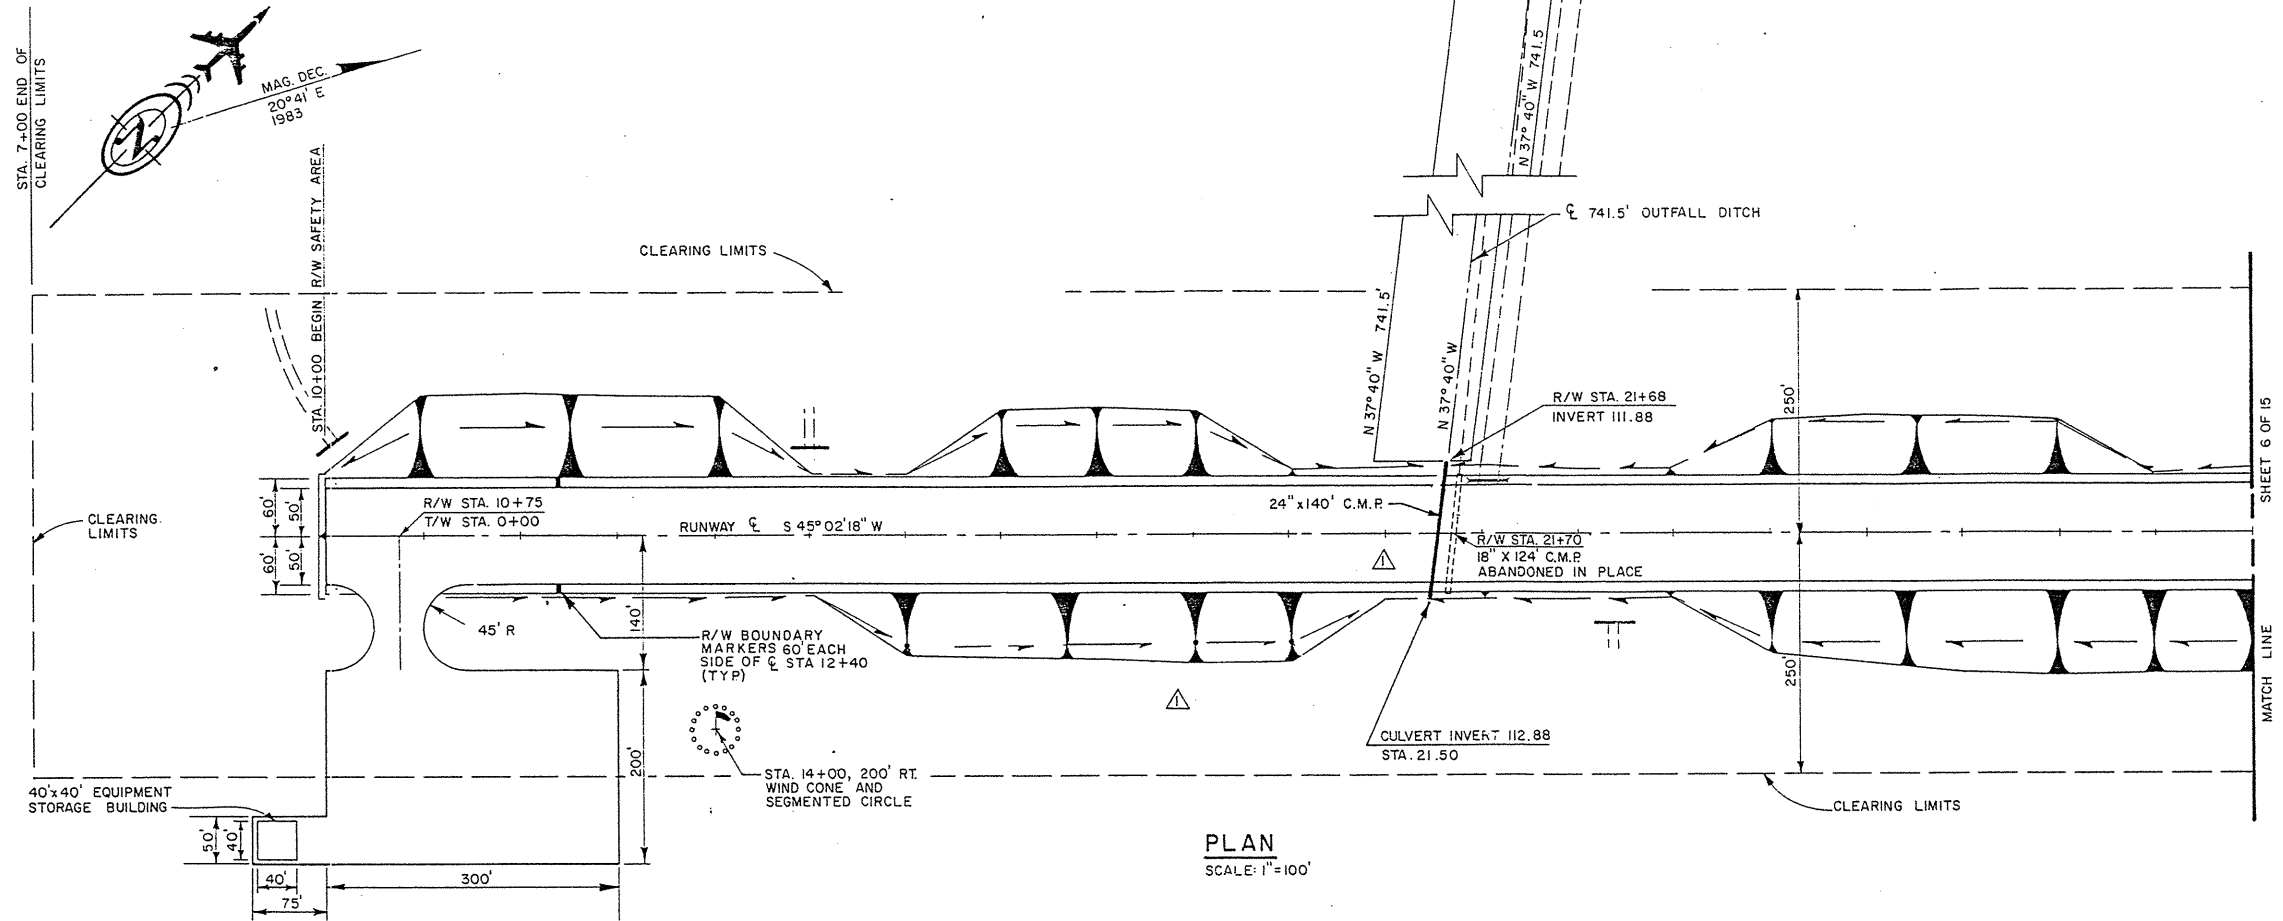 STA. 7+00 END OF
CLEARING LIMITS
N
MAG. DEC.
20°41' E
1983
STA. 10+00 BEGIN R/W SAFETY AREA
CLEARING LIMITS
N 37° 40" W 741.5
℄ 741.5' OUTFALL DITCH
N 37° 40" W 741.5'
N 37° 40" W
R/W STA. 21+68
INVERT 111.88
250'
SHEET 6 OF 15
60'
50'
R/W STA. 10+75
T/W STA. 0+00
CLEARING
LIMITS
RUNWAY ℄ S 45° 02' 18" W
24" x 140' C.M.P.
60'
50'
1
R/W STA. 21+70
18" X 124' C.M.P.
ABANDONED IN PLACE
45' R
140'
R/W BOUNDARY
MARKERS 60' EACH
SIDE OF ℄ STA 12+40
(TYP)
250'
MATCH LINE
1
200'
CULVERT INVERT 112.88
STA. 21.50
STA. 14+00, 200' RT.
WIND CONE AND
SEGMENTED CIRCLE
40'x40' EQUIPMENT
STORAGE BUILDING
CLEARING LIMITS
50'
40'
PLAN
SCALE: 1"=100'
40'
300'
75'